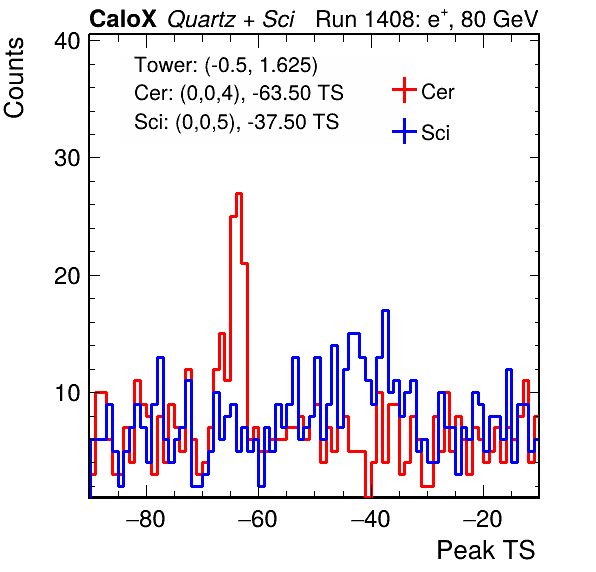 CaloX Quartz + Sci Run 1408: e+, 80 GeV
Counts
40
30
20
10
Tower: (-0.5, 1.625)
Cer: (0,0,4), -63.50 TS
Sci: (0,0,5), -37.50 TS
Cer
Sci
−80 −60 −40 −20
Peak TS